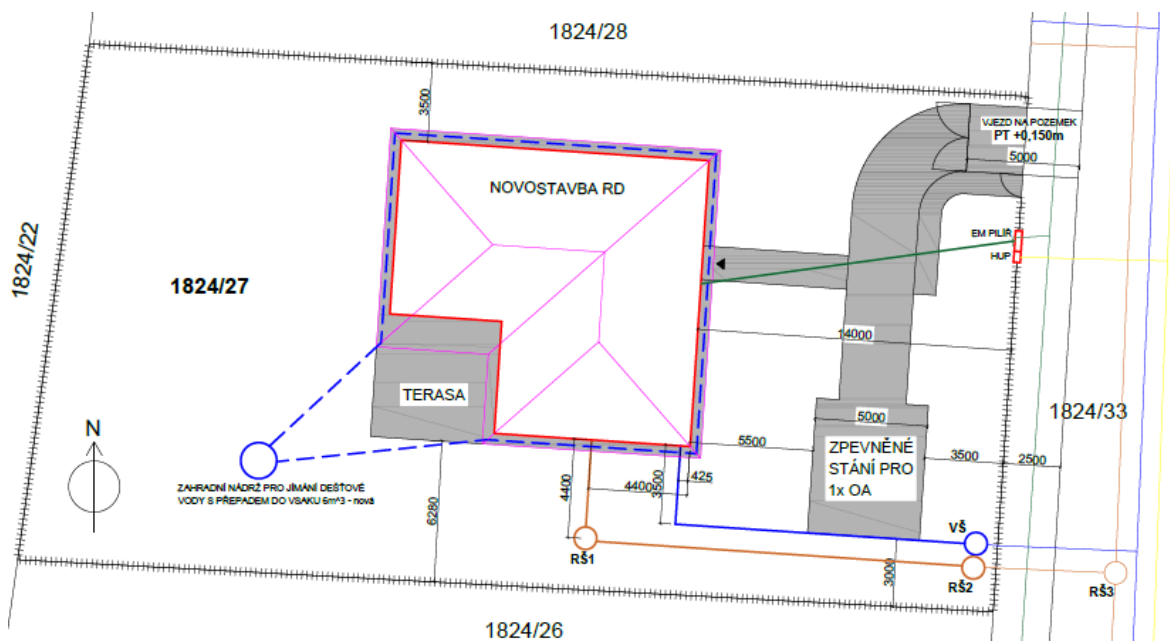 1824/28
3500
VJEZD NA POZEMEK
PT +0,150m
5000
NOVOSTAVBA RD
EM PILÍŘ
HUP
1824/22
1824/27
14000
TERASA
5000
1824/33
N
5500
ZPEVNĚNÉ
STÁNÍ PRO
1x OA
3500
2500
425
3500
4400
4400
ZAHRADNÍ NÁDRŽ PRO JÍMÁNÍ DEŠŤOVÉ
VODY S PŘEPADEM DO VSAKU 6m^3 - nová
6280
VŠ
RŠ1
RŠ2
RŠ3
3000
1824/26